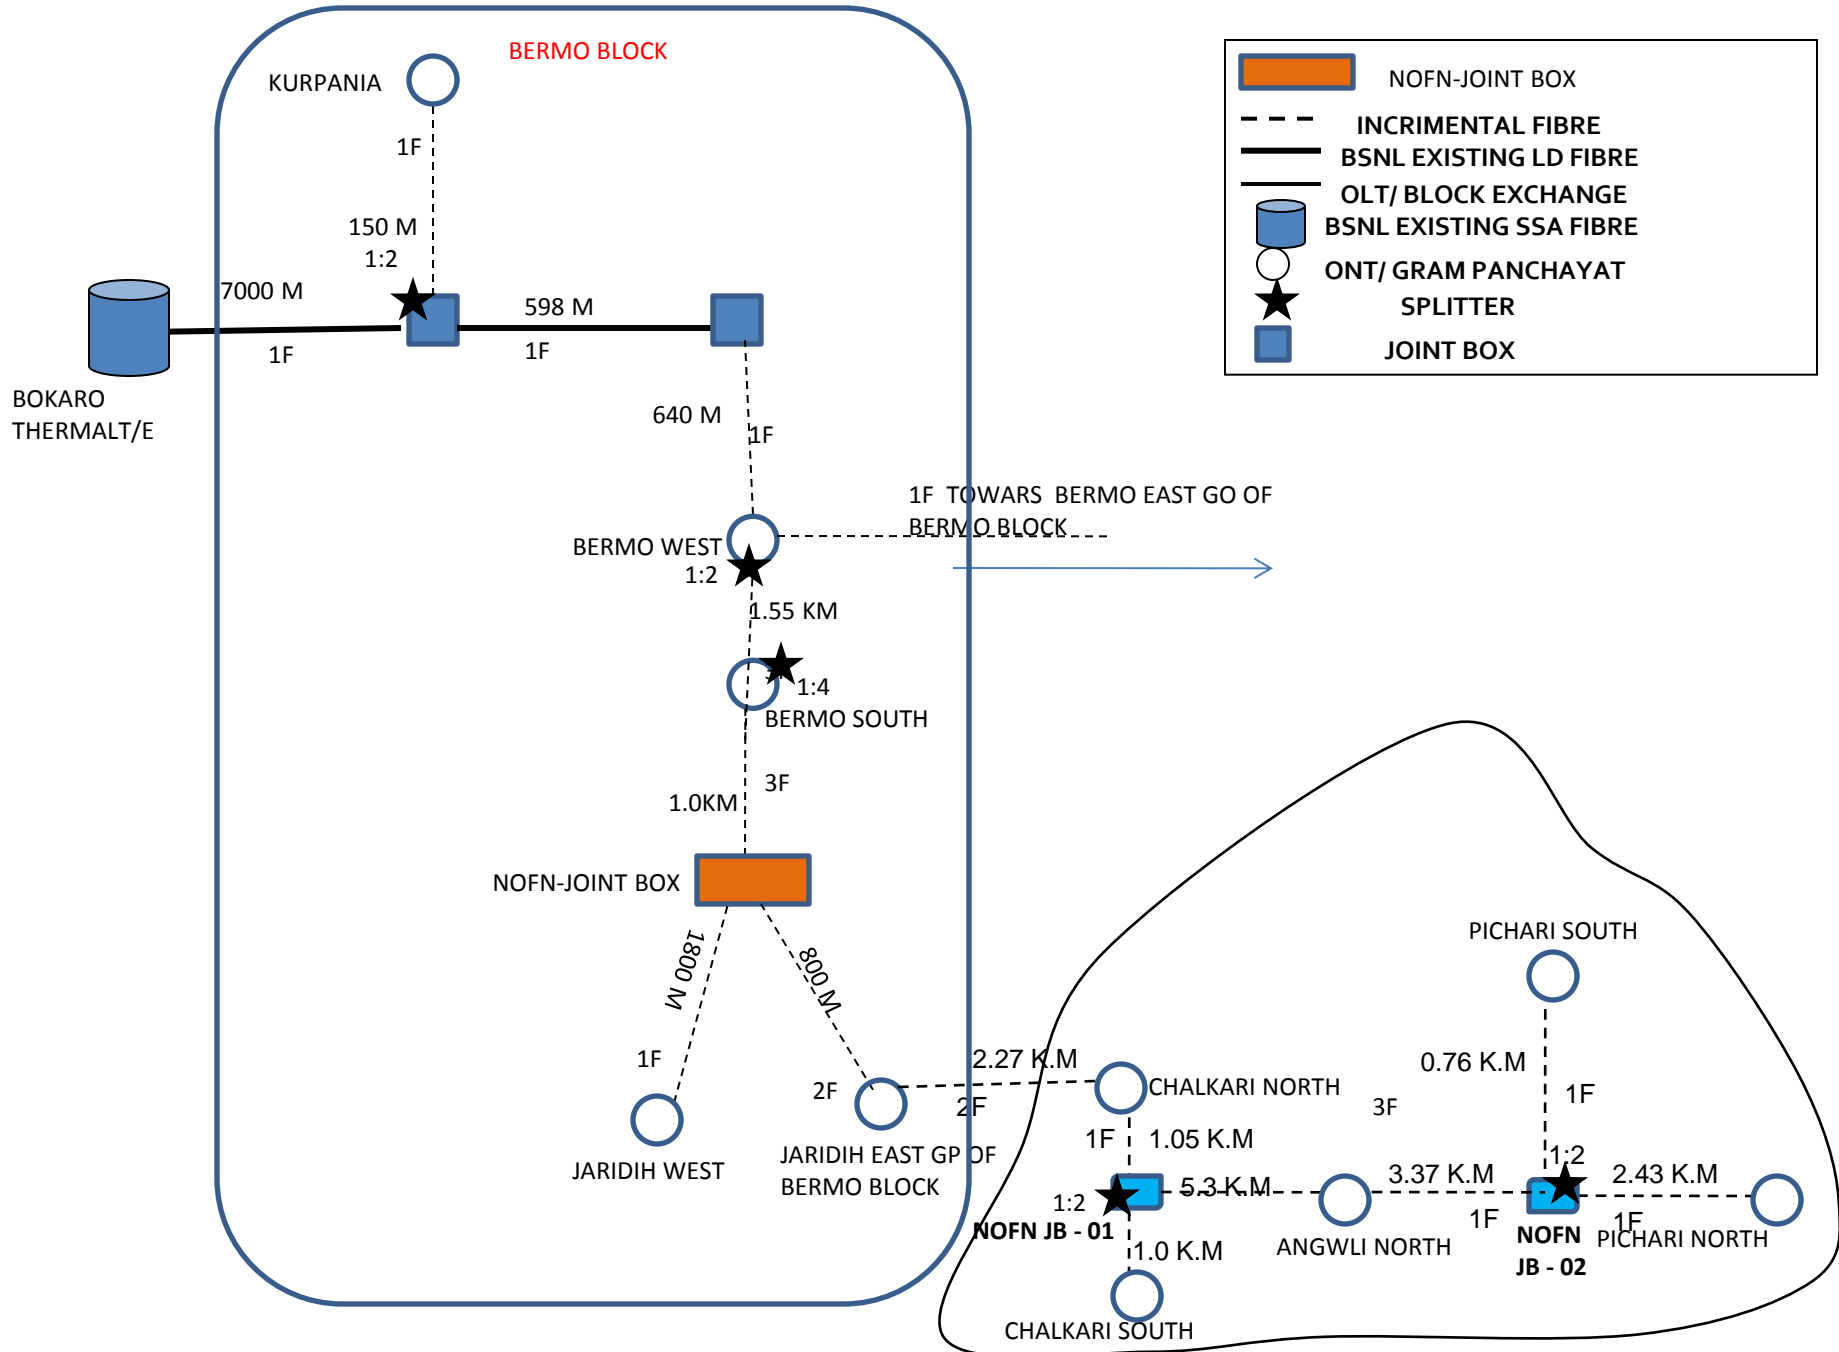 BERMO BLOCK
KURPANIA
1F
150 M
1:2
7000 M
1F
598 M
1F
BOKARO
THERMALT/E
640 M
1F
1F TOWARS BERMO EAST GO OF
BERMO BLOCK
BERMO WEST
1:2
1.55 KM
1:4
BERMO SOUTH
3F
1.0KM
NOFN-JOINT BOX
1800 M
800 M
1F
JARIDIH WEST
2F
JARIDIH EAST GP OF
BERMO BLOCK
2.27 K.M
2F
NOFN-JOINT BOX
INCRIMENTAL FIBRE
BSNL EXISTING LD FIBRE
OLT/ BLOCK EXCHANGE
BSNL EXISTING SSA FIBRE
ONT/ GRAM PANCHAYAT
SPLITTER
JOINT BOX
PICHARI SOUTH
0.76 K.M
1F
CHALKARI NORTH
3F
1F
1.05 K.M
1:2
5.3 K.M
3.37 K.M
1:2
2.43 K.M
NOFN JB - 01
1F
1F
1.0 K.M
ANGWLI NORTH
NOFN
JB - 02
PICHARI NORTH
CHALKARI SOUTH